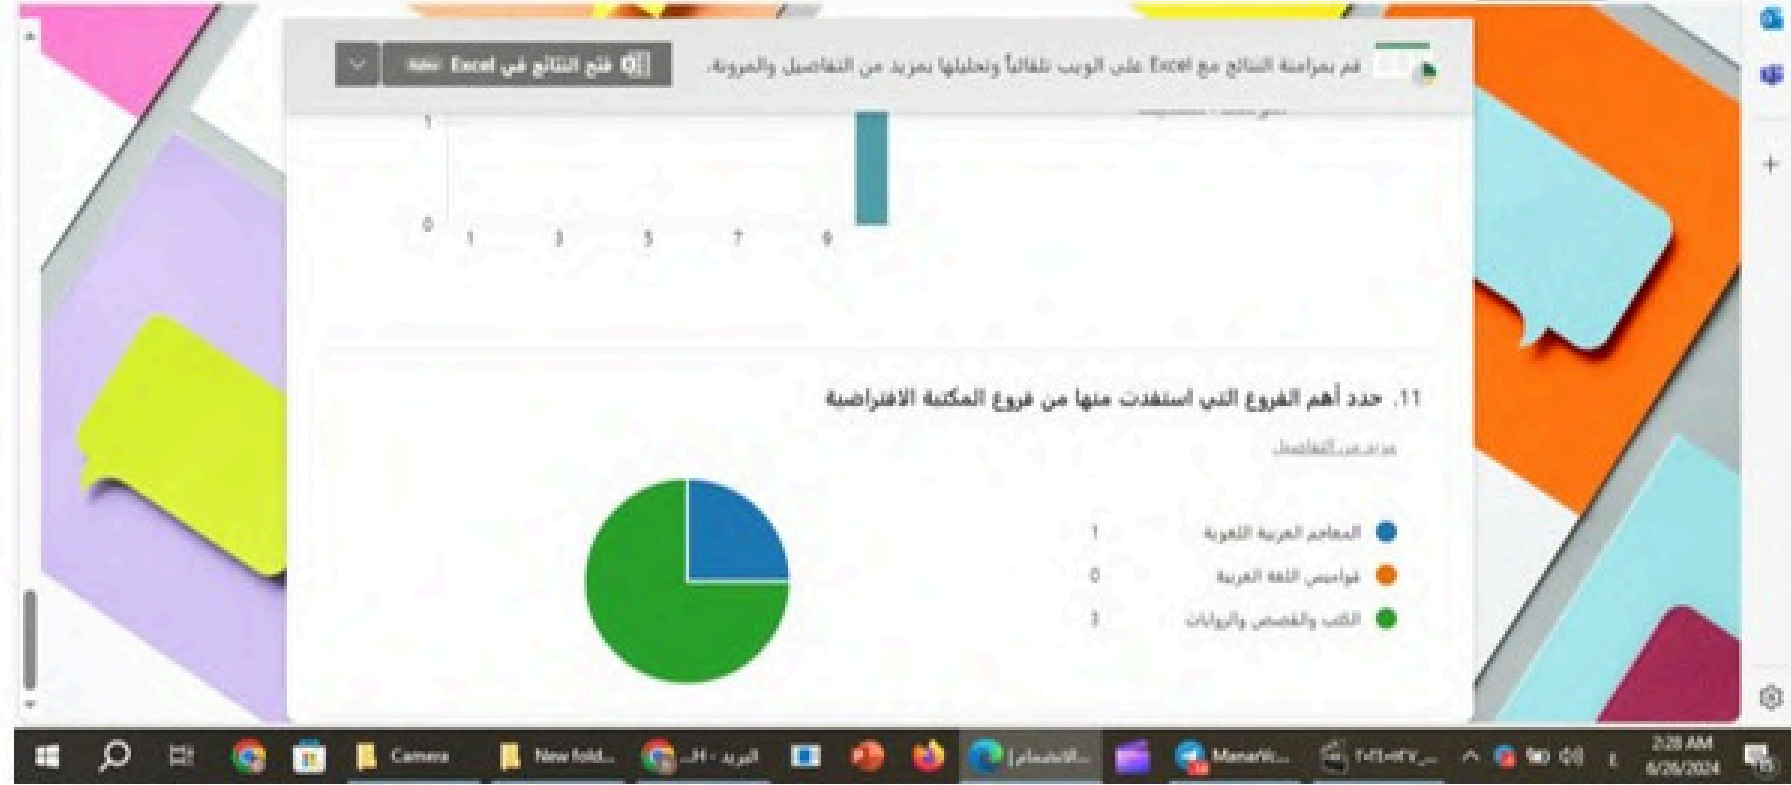 قم بمزامنة النتائج مع Excel على الويب تلقائياً وتحليلها بمزيد من التفاصيل والمرونة.
فتح النتائج في Excel
1
0
1 3 5 7 9
11. حدد أهم الفروع التي استفدت منها من فروع المكتبة الافتراضية
مزيد من التفاصيل
المعاجم العربية اللغوية 1
قواميس اللغة العربية 0
الكتب والقصص والروايات 3
Camera
New fold...
البريد - H...
الانضمام|...
ManarVi...
ع
2:28 AM
6/26/2024